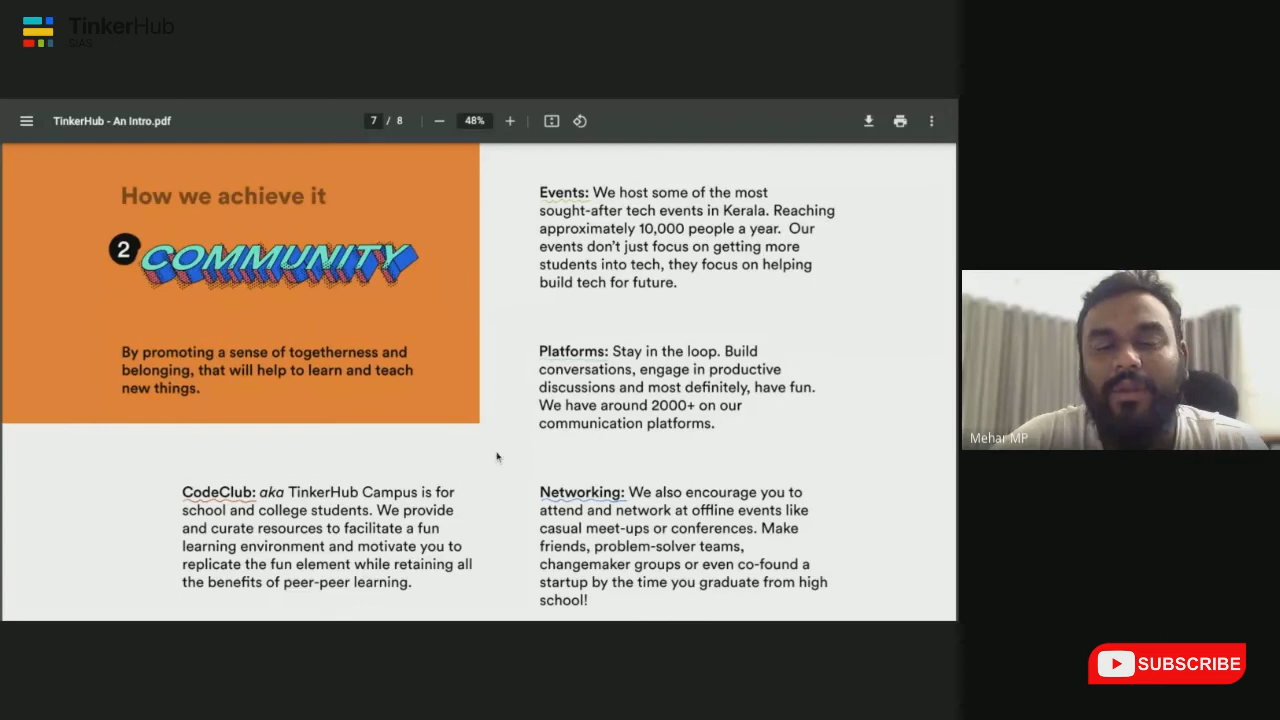 TinkerHub
SIAS
TinkerHub - An Intro.pdf
7 / 8
48%
How we achieve it
2
COMMUNITY
By promoting a sense of togetherness and
belonging, that will help to learn and teach
new things.
CodeClub: aka TinkerHub Campus is for
school and college students. We provide
and curate resources to facilitate a fun
learning environment and motivate you to
replicate the fun element while retaining all
the benefits of peer-peer learning.
Events: We host some of the most
sought-after tech events in Kerala. Reaching
approximately 10,000 people a year. Our
events don't just focus on getting more
students into tech, they focus on helping
build tech for future.
Platforms: Stay in the loop. Build
conversations, engage in productive
discussions and most definitely, have fun.
We have around 2000+ on our
communication platforms.
Networking: We also encourage you to
attend and network at offline events like
casual meet-ups or conferences. Make
friends, problem-solver teams,
changemaker groups or even co-found a
startup by the time you graduate from high
school!
Mehar MP
SUBSCRIBE